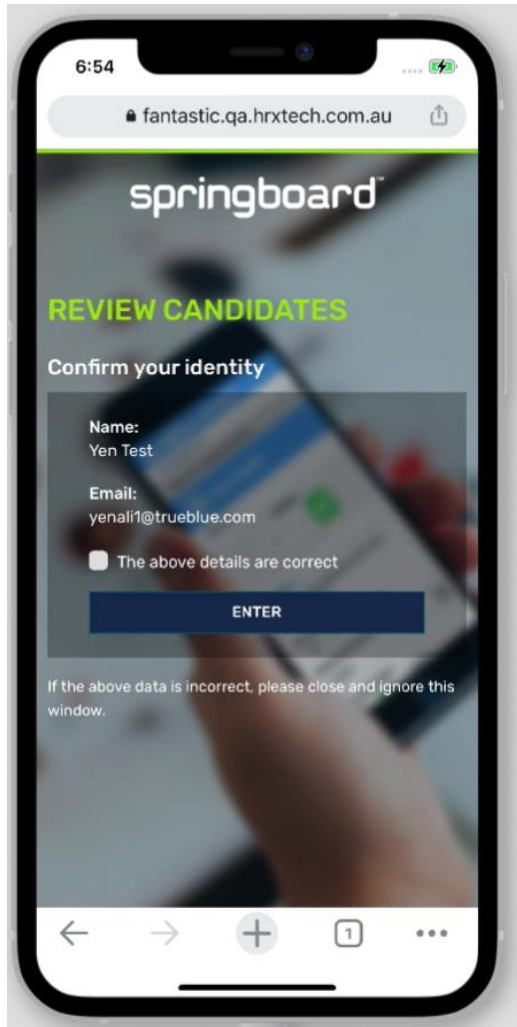 6:54
fantastic.qa.hrxtech.com.au
springboard™
REVIEW CANDIDATES
Confirm your identity
Name:
Yen Test
Email:
yenali1@trueblue.com
The above details are correct
ENTER
If the above data is incorrect, please close and ignore this
window.
1